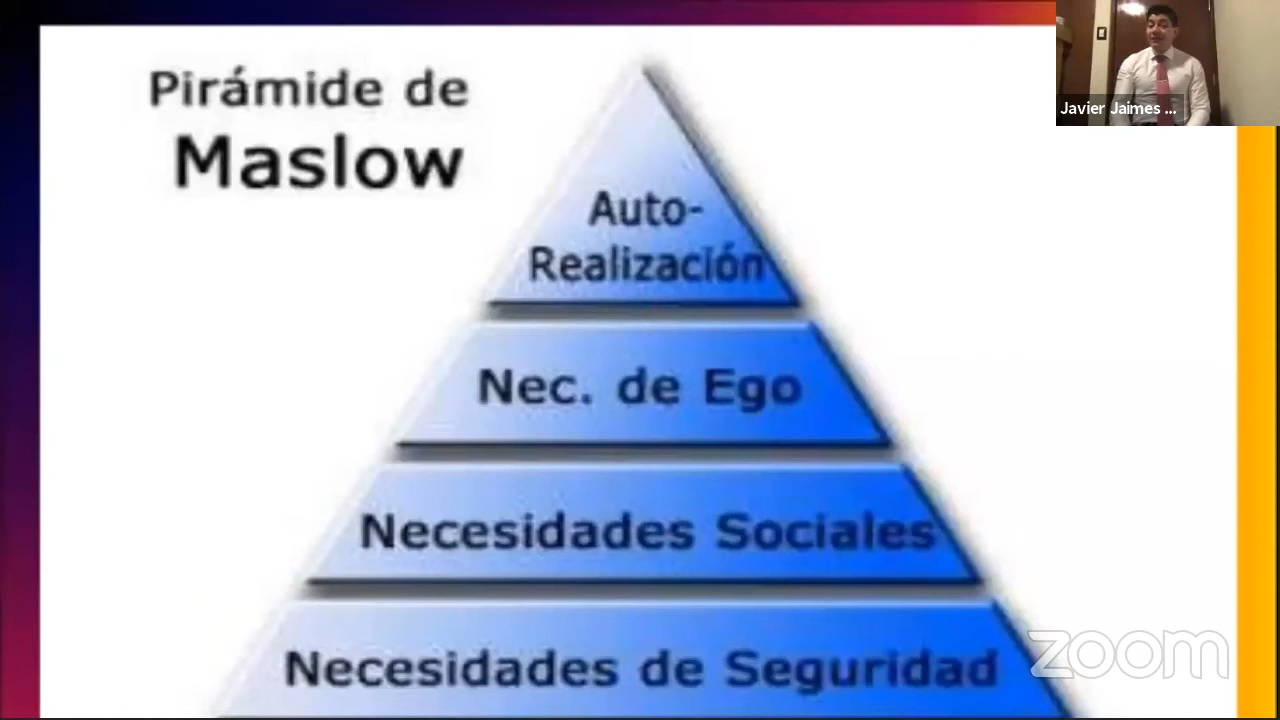 Pirámide de
Maslow
Auto-
Realización
Nec. de Ego
Necesidades Sociales
Necesidades de Seguridad
Javier Jaimes ...
zoom